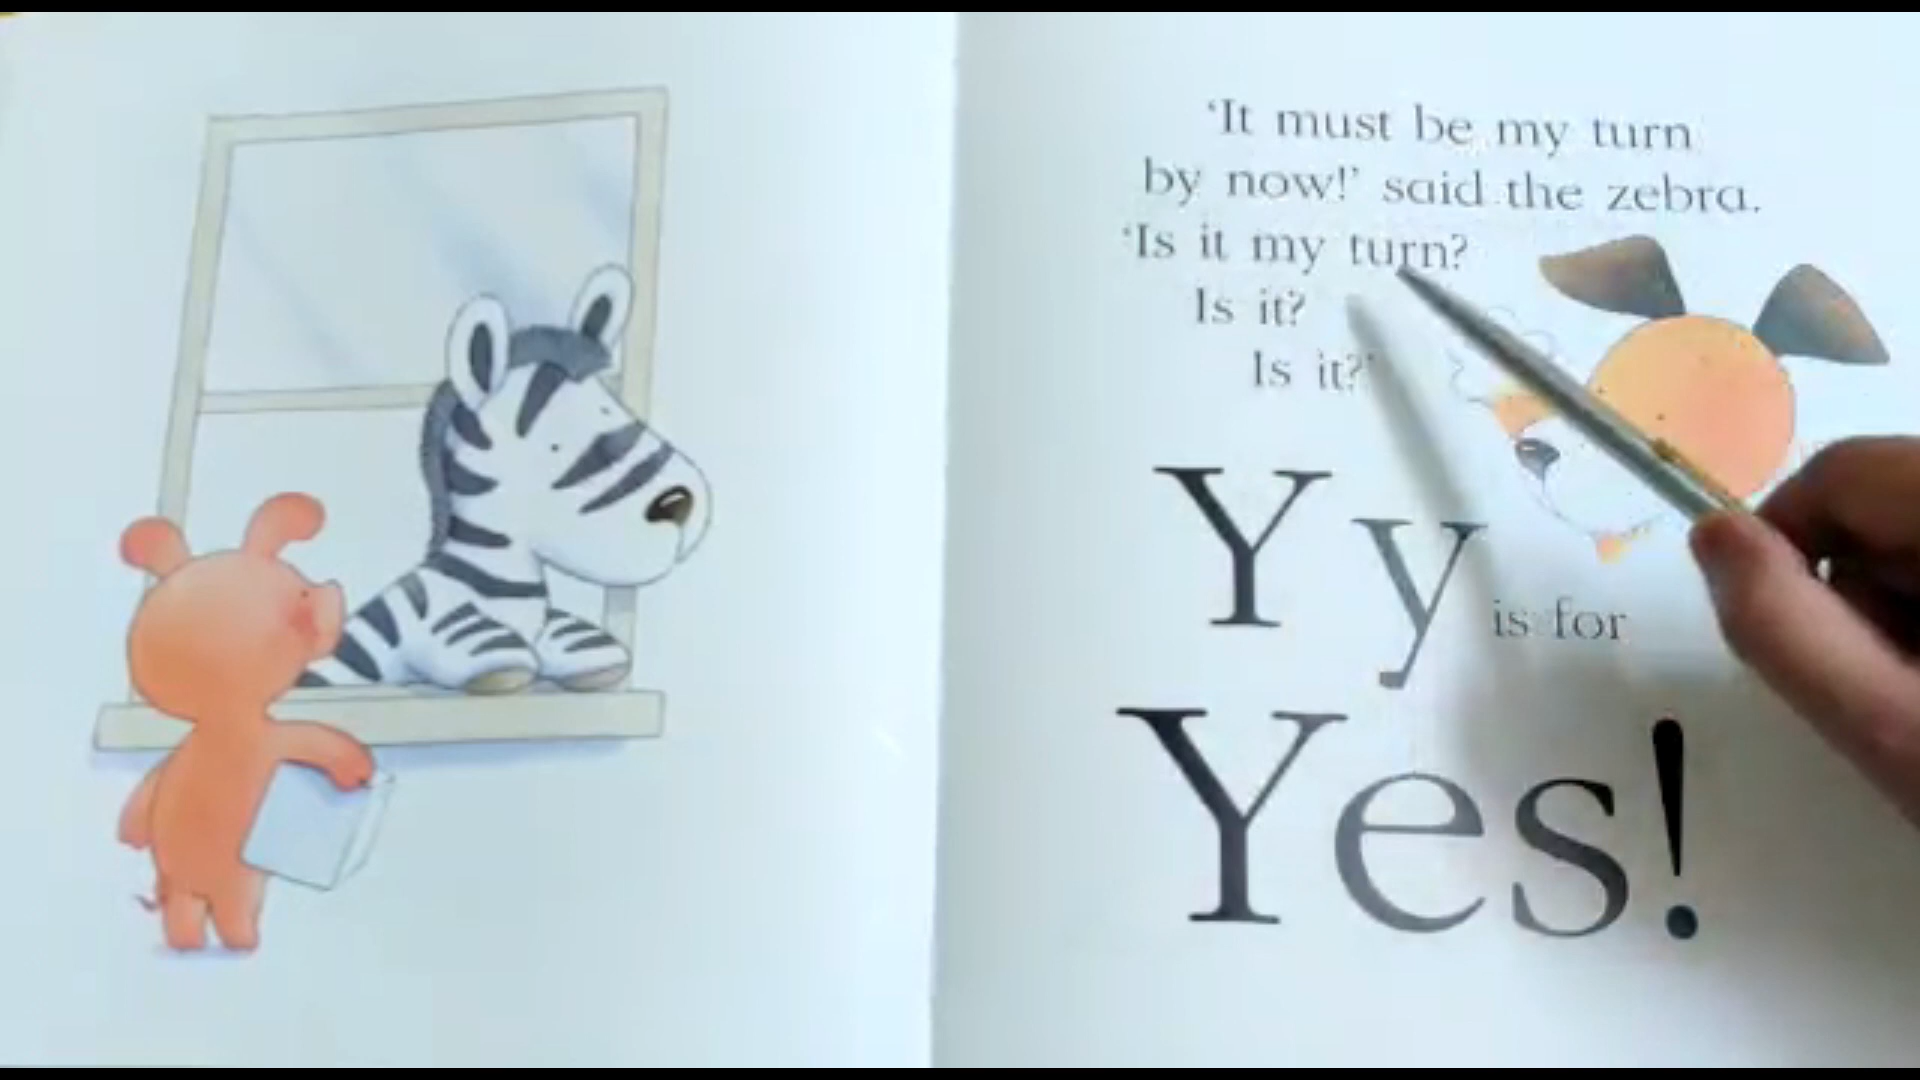 ‘It must be my turn
by now!’ said the zebra.
‘Is it my turn?
Is it?
Is it?’
Y y is for
Yes!